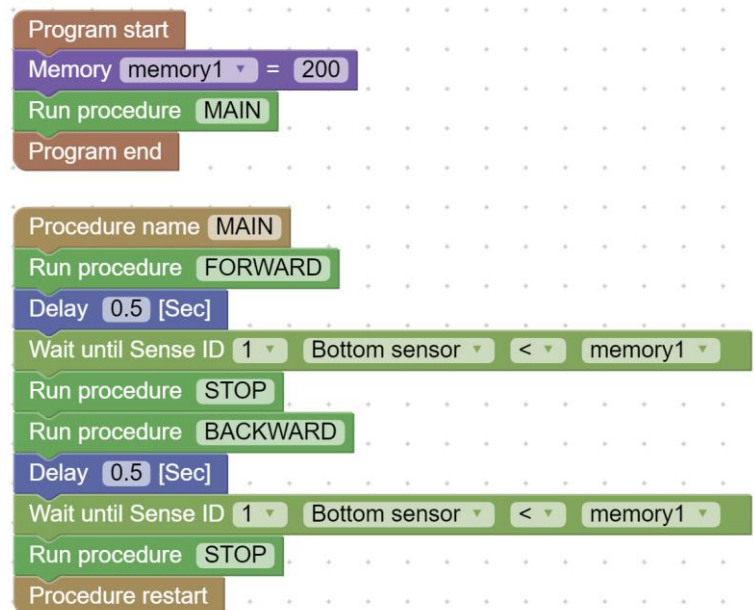 Program start
Memory memory1 = 200
Run procedure MAIN
Program end
Procedure name MAIN
Run procedure FORWARD
Delay 0.5 [Sec]
Wait until Sense ID 1 Bottom sensor < memory1
Run procedure STOP
Run procedure BACKWARD
Delay 0.5 [Sec]
Wait until Sense ID 1 Bottom sensor < memory1
Run procedure STOP
Procedure restart